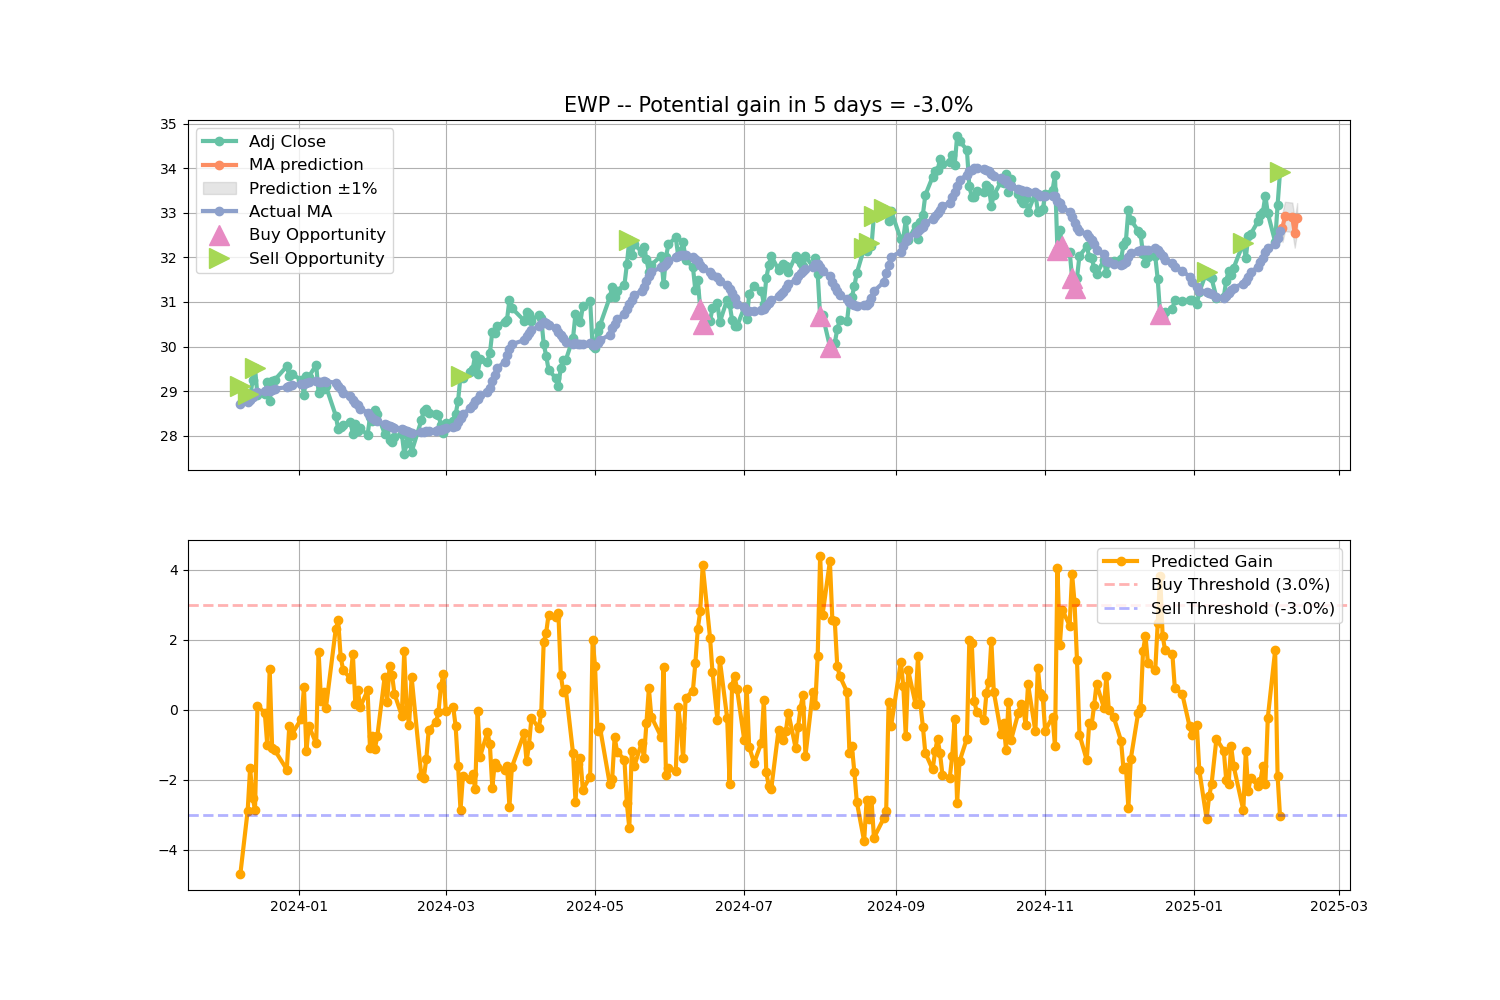 EWP -- Potential gain in 5 days = -3.0%
35
34
33
32
31
30
29
28
Adj Close
MA prediction
Prediction ±1%
Actual MA
Buy Opportunity
Sell Opportunity
4
2
0
−2
−4
Predicted Gain
Buy Threshold (3.0%)
Sell Threshold (-3.0%)
2024-01
2024-03
2024-05
2024-07
2024-09
2024-11
2025-01
2025-03